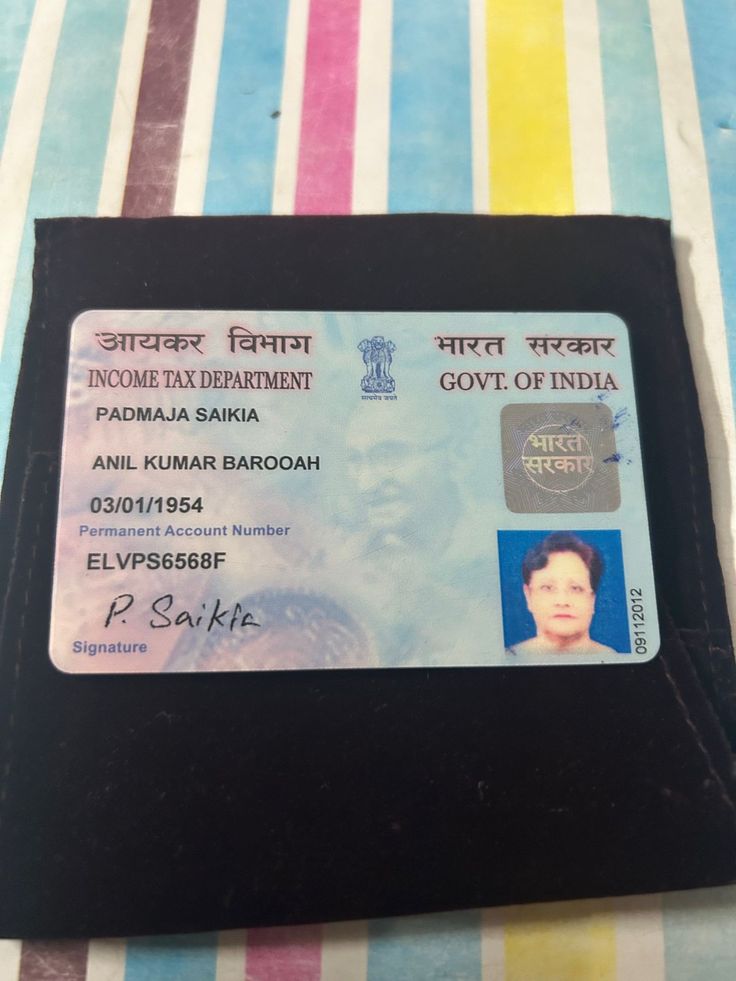 आयकर विभाग
भारत सरकार
INCOME TAX DEPARTMENT
GOVT. OF INDIA
सत्यमेव जयते
PADMAJA SAIKIA
ANIL KUMAR BAROOAH
भारत
सरकार
03/01/1954
Permanent Account Number
ELVPS6568F
P. Saikia
Signature
09112012